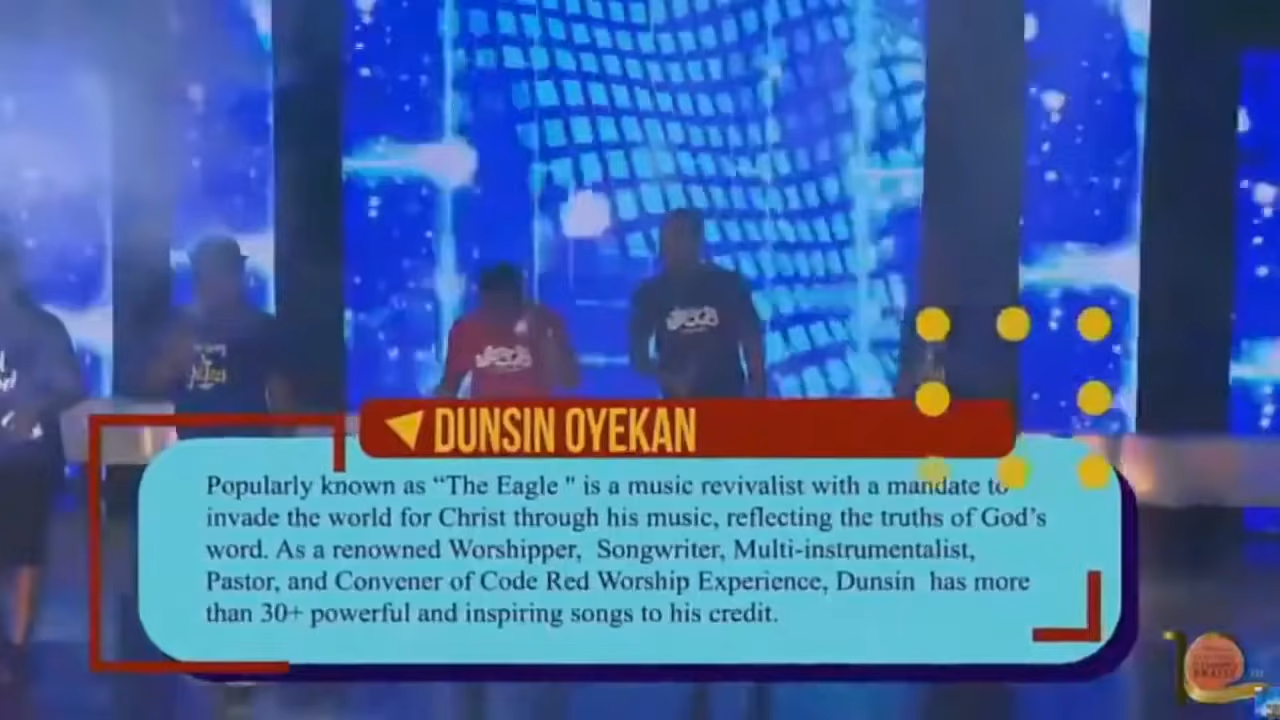 DUNSIN OYEKAN
Popularly known as “The Eagle " is a music revivalist with a mandate to
invade the world for Christ through his music, reflecting the truths of God’s
word. As a renowned Worshipper, Songwriter, Multi-instrumentalist,
Pastor, and Convener of Code Red Worship Experience, Dunsin has more
than 30+ powerful and inspiring songs to his credit.